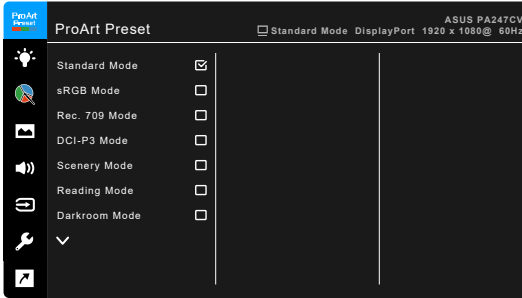 ProArt
Preset
ProArt Preset
ASUS PA247CV
Standard Mode DisplayPort 1920 x 1080@ 60Hz
Standard Mode
sRGB Mode
Rec. 709 Mode
DCI-P3 Mode
Scenery Mode
Reading Mode
Darkroom Mode